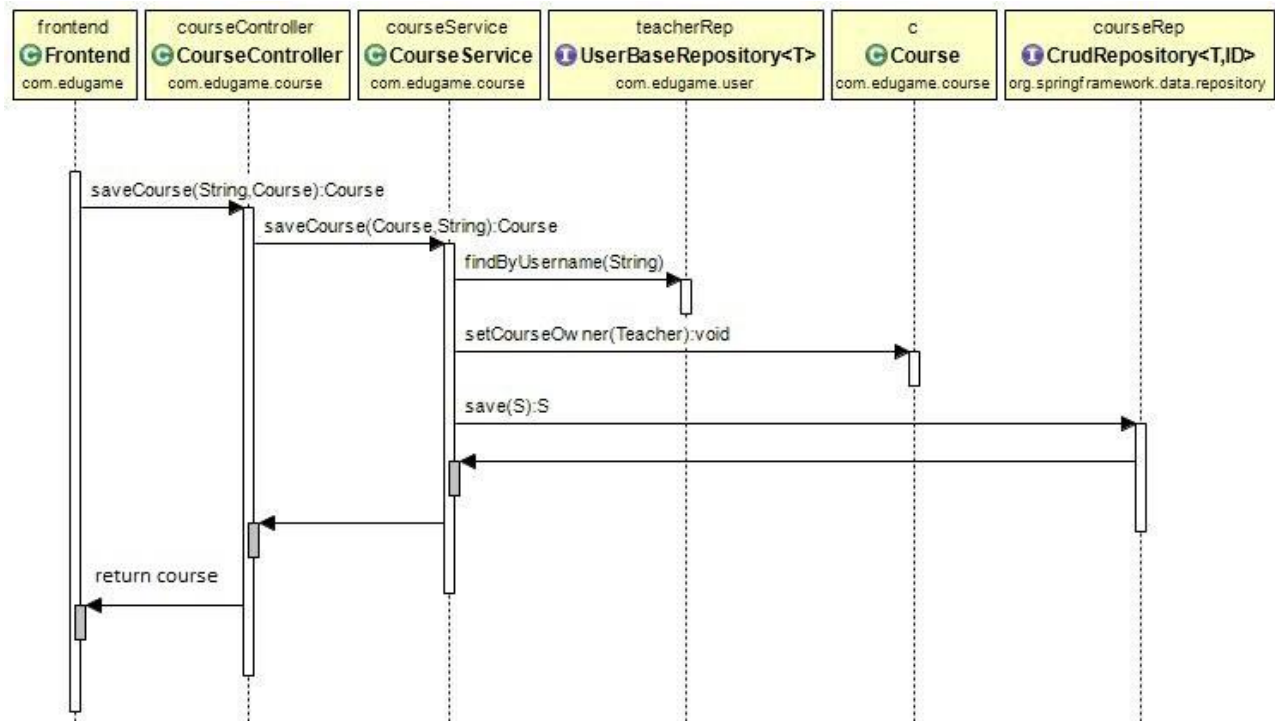 frontend
C Frontend
com.edugame
courseController
C CourseController
com.edugame.course
courseService
C CourseService
com.edugame.course
teacherRep
I UserBaseRepository<T>
com.edugame.user
c
C Course
com.edugame.course
courseRep
I CrudRepository<T,ID>
org.springframework.data.repository
saveCourse(String,Course):Course
saveCourse(Course,String):Course
findByUsername(String)
setCourseOwner(Teacher):void
save(S):S
return course